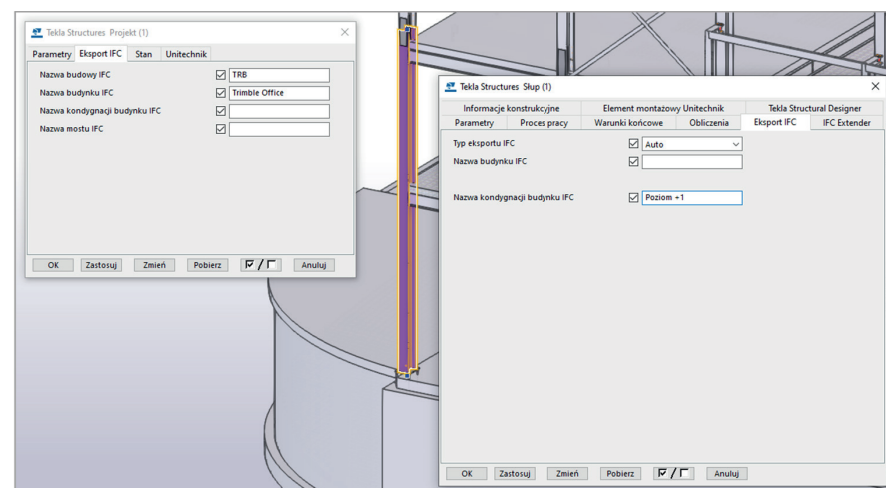 Tekla Structures Projekt (1)
Parametry Eksport IFC Stan Unitechnik
Nazwa budowy IFC TRB
Nazwa budynku IFC Trimble Office
Nazwa kondygnacji budynku IFC
Nazwa mostu IFC
OK Zastosuj Zmień Pobierz / Anuluj
Tekla Structures Słup (1)
Informacje konstrukcyjne Element montażowy Unitechnik Tekla Structural Designer
Parametry Proces pracy Warunki końcowe Obliczenia Eksport IFC IFC Extender
Typ eksportu IFC Auto
Nazwa budynku IFC
Nazwa kondygnacji budynku IFC Poziom +1
OK Zastosuj Zmień Pobierz / Anuluj